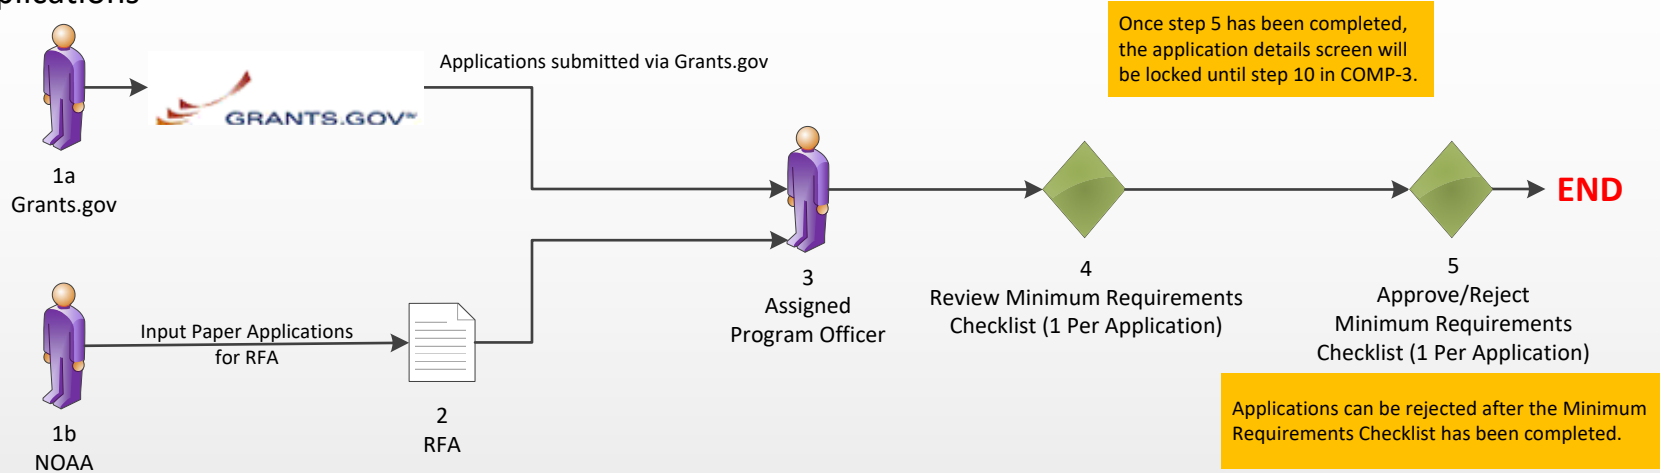 Applications submitted via Grants.gov
GRANTS.GOV℠
1a
Grants.gov
Once step 5 has been completed,
the application details screen will
be locked until step 10 in COMP-3.
END
3
Assigned
Program Officer
4
Review Minimum Requirements
Checklist (1 Per Application)
5
Approve/Reject
Minimum Requirements
Checklist (1 Per Application)
Input Paper Applications
for RFA
2
RFA
1b
NOAA
Applications can be rejected after the Minimum
Requirements Checklist has been completed.